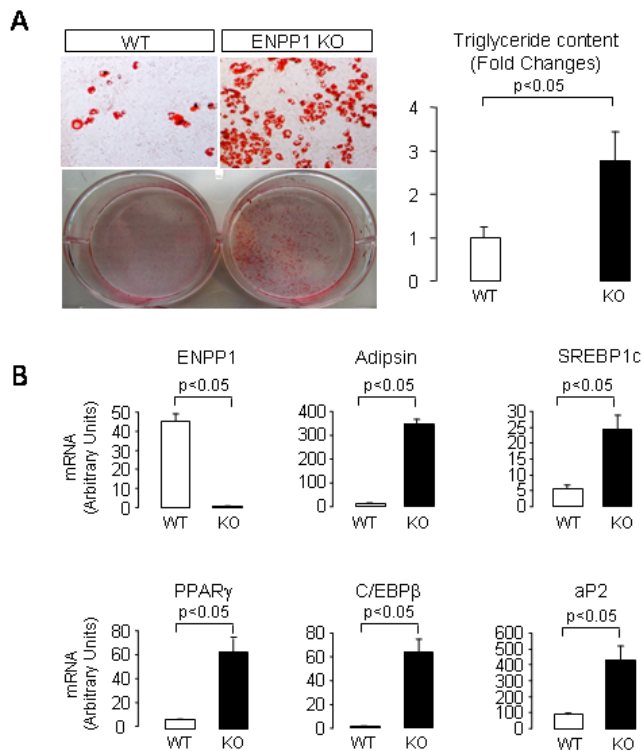 A
WT
ENPP1 KO
Triglyceride content
(Fold Changes)
p<0.05
4
3
2
1
0
WT
KO
B
ENPP1
p<0.05
mRNA
(Arbitrary Units)
50
40
30
20
10
0
WT
KO
Adipsin
p<0.05
400
300
200
100
0
WT
KO
SREBP1c
p<0.05
30
25
20
15
10
5
0
WT
KO
PPARγ
p<0.05
mRNA
(Arbitrary Units)
80
60
40
20
0
WT
KO
C/EBPβ
p<0.05
80
60
40
20
0
WT
KO
aP2
p<0.05
600
500
400
300
200
100
0
WT
KO